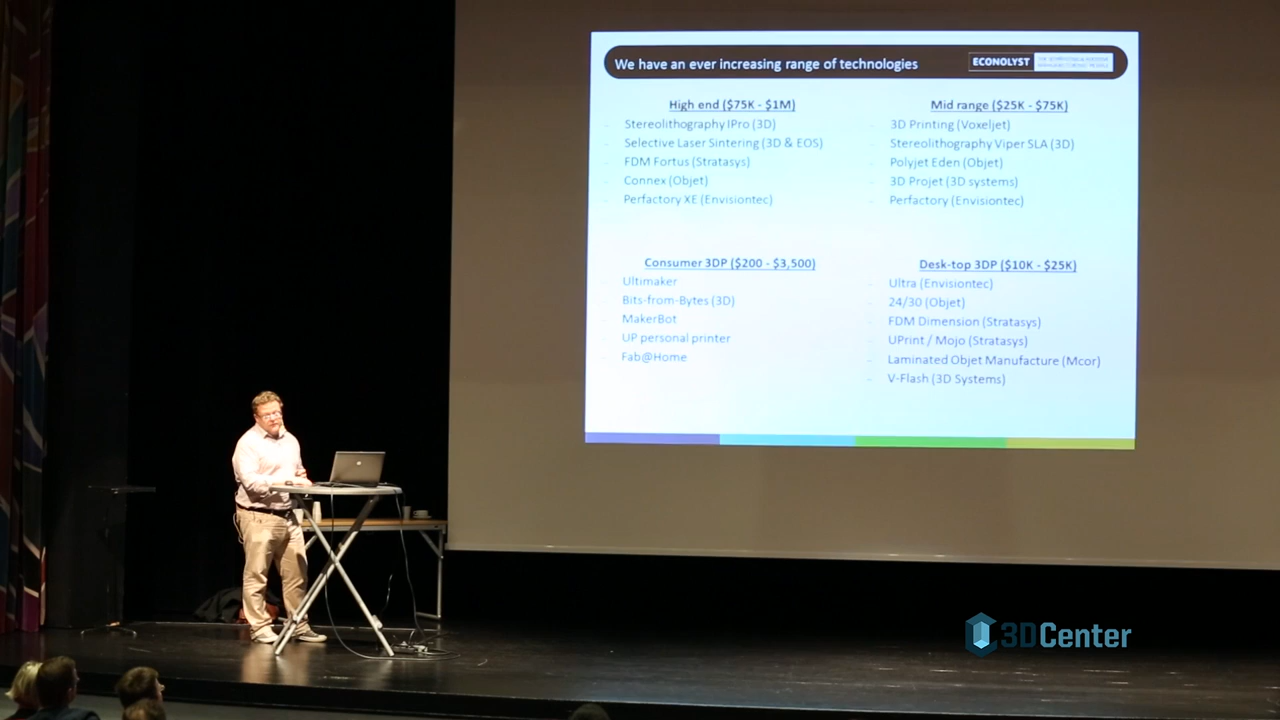 We have an ever increasing range of technologies
ECONOLYST
High end ($75K - $1M)
- Stereolithography IPro (3D)
- Selective Laser Sintering (3D & EOS)
- FDM Fortus (Stratasys)
- Connex (Objet)
- Perfactory XE (Envisiontec)
Mid range ($25K - $75K)
- 3D Printing (Voxeljet)
- Stereolithography Viper SLA (3D)
- Polyjet Eden (Objet)
- 3D Projet (3D systems)
- Perfactory (Envisiontec)
Consumer 3DP ($200 - $3,500)
- Ultimaker
- Bits-from-Bytes (3D)
- MakerBot
- UP personal printer
- Fab@Home
Desk-top 3DP ($10K - $25K)
- Ultra (Envisiontec)
- 24/30 (Objet)
- FDM Dimension (Stratasys)
- UPrint / Mojo (Stratasys)
- Laminated Objet Manufacture (Mcor)
- V-Flash (3D Systems)
3DCenter